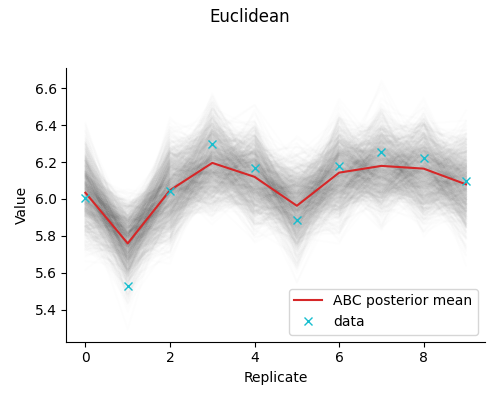 Euclidean
Value
6.6
6.4
6.2
6.0
5.8
5.6
5.4
ABC posterior mean
data
0
2
4
6
8
Replicate